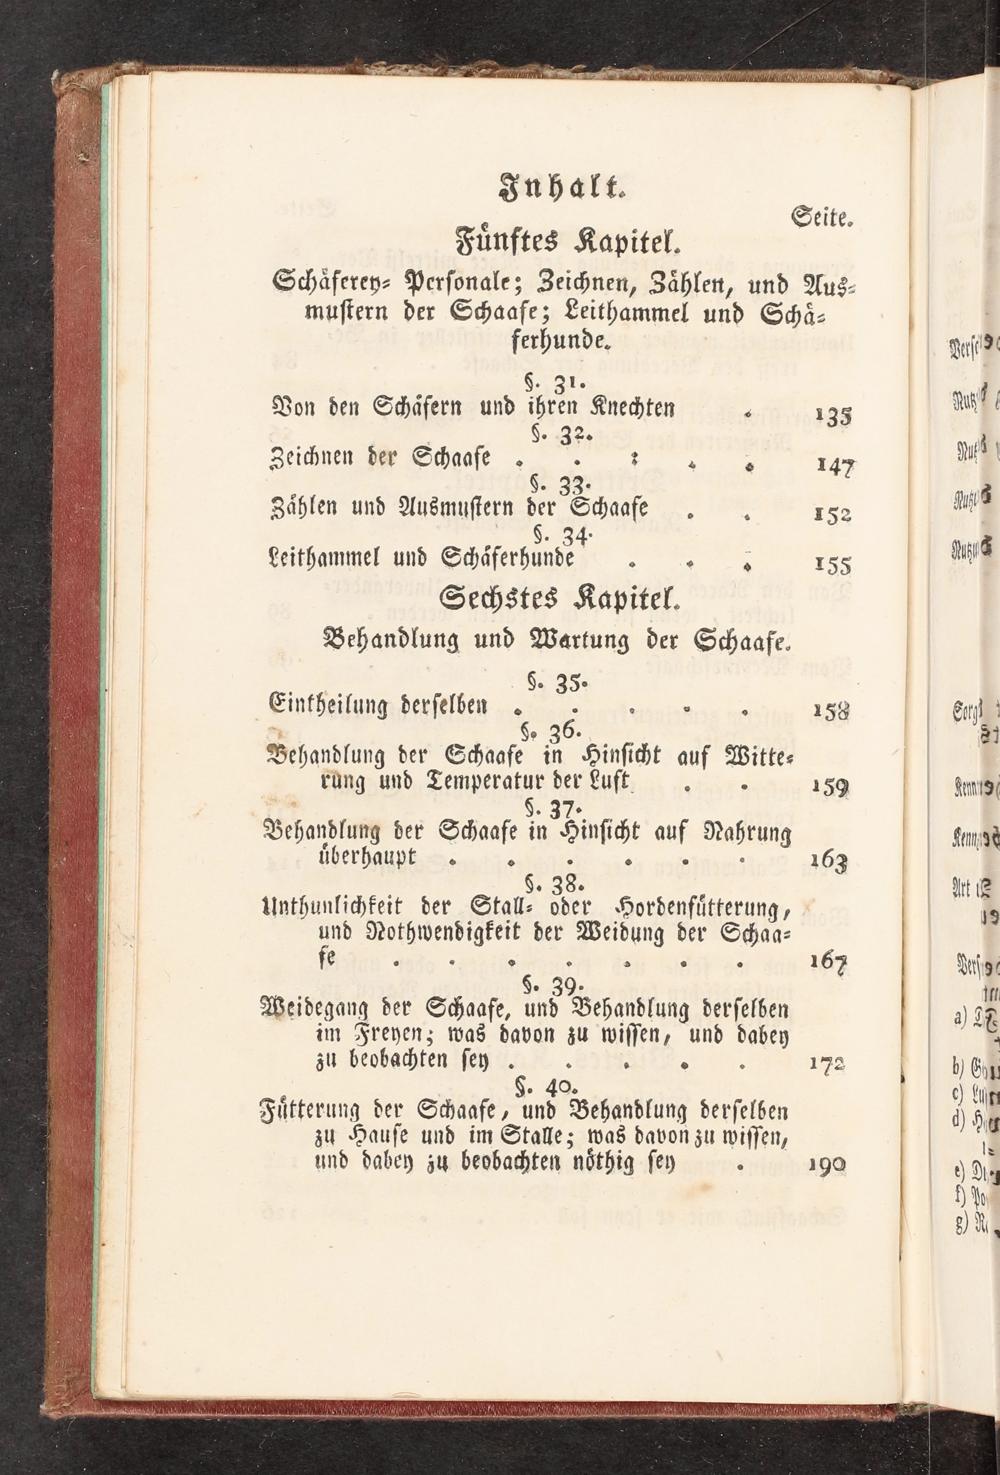 Inhalt.
Seite.
Fünftes Kapitel.
Schäferey= Personale; Zeichnen, Zählen, und Aus=
mustern der Schaafe; Leithammel und Schä=
ferhunde.
§. 31.
Von den Schäfern und ihren Knechten . 135
§. 32.
Zeichnen der Schaafe . . : . . 147
§. 33.
Zählen und Ausmustern der Schaafe . . 152
§. 34.
Leithammel und Schäferhunde . . . 155
Sechstes Kapitel.
Behandlung und Wartung der Schaafe.
§. 35.
Eintheilung derselben . . . . . 158
§. 36.
Behandlung der Schaafe in Hinsicht auf Witte=
rung und Temperatur der Luft . . 159
§. 37.
Behandlung der Schaafe in Hinsicht auf Nahrung
überhaupt . . . . . . 163
§. 38.
Unthunlichkeit der Stall= oder Hordenfütterung,
und Nothwendigkeit der Weidung der Schaa=
fe . . . . . . . 167
§. 39.
Weidegang der Schaafe, und Behandlung derselben
im Freyen; was davon zu wissen, und dabey
zu beobachten sey . . . . . 172
§. 40.
Fütterung der Schaafe, und Behandlung derselben
zu Hause und im Stalle; was davon zu wissen,
und dabey zu beobachten nöthig sey . 190